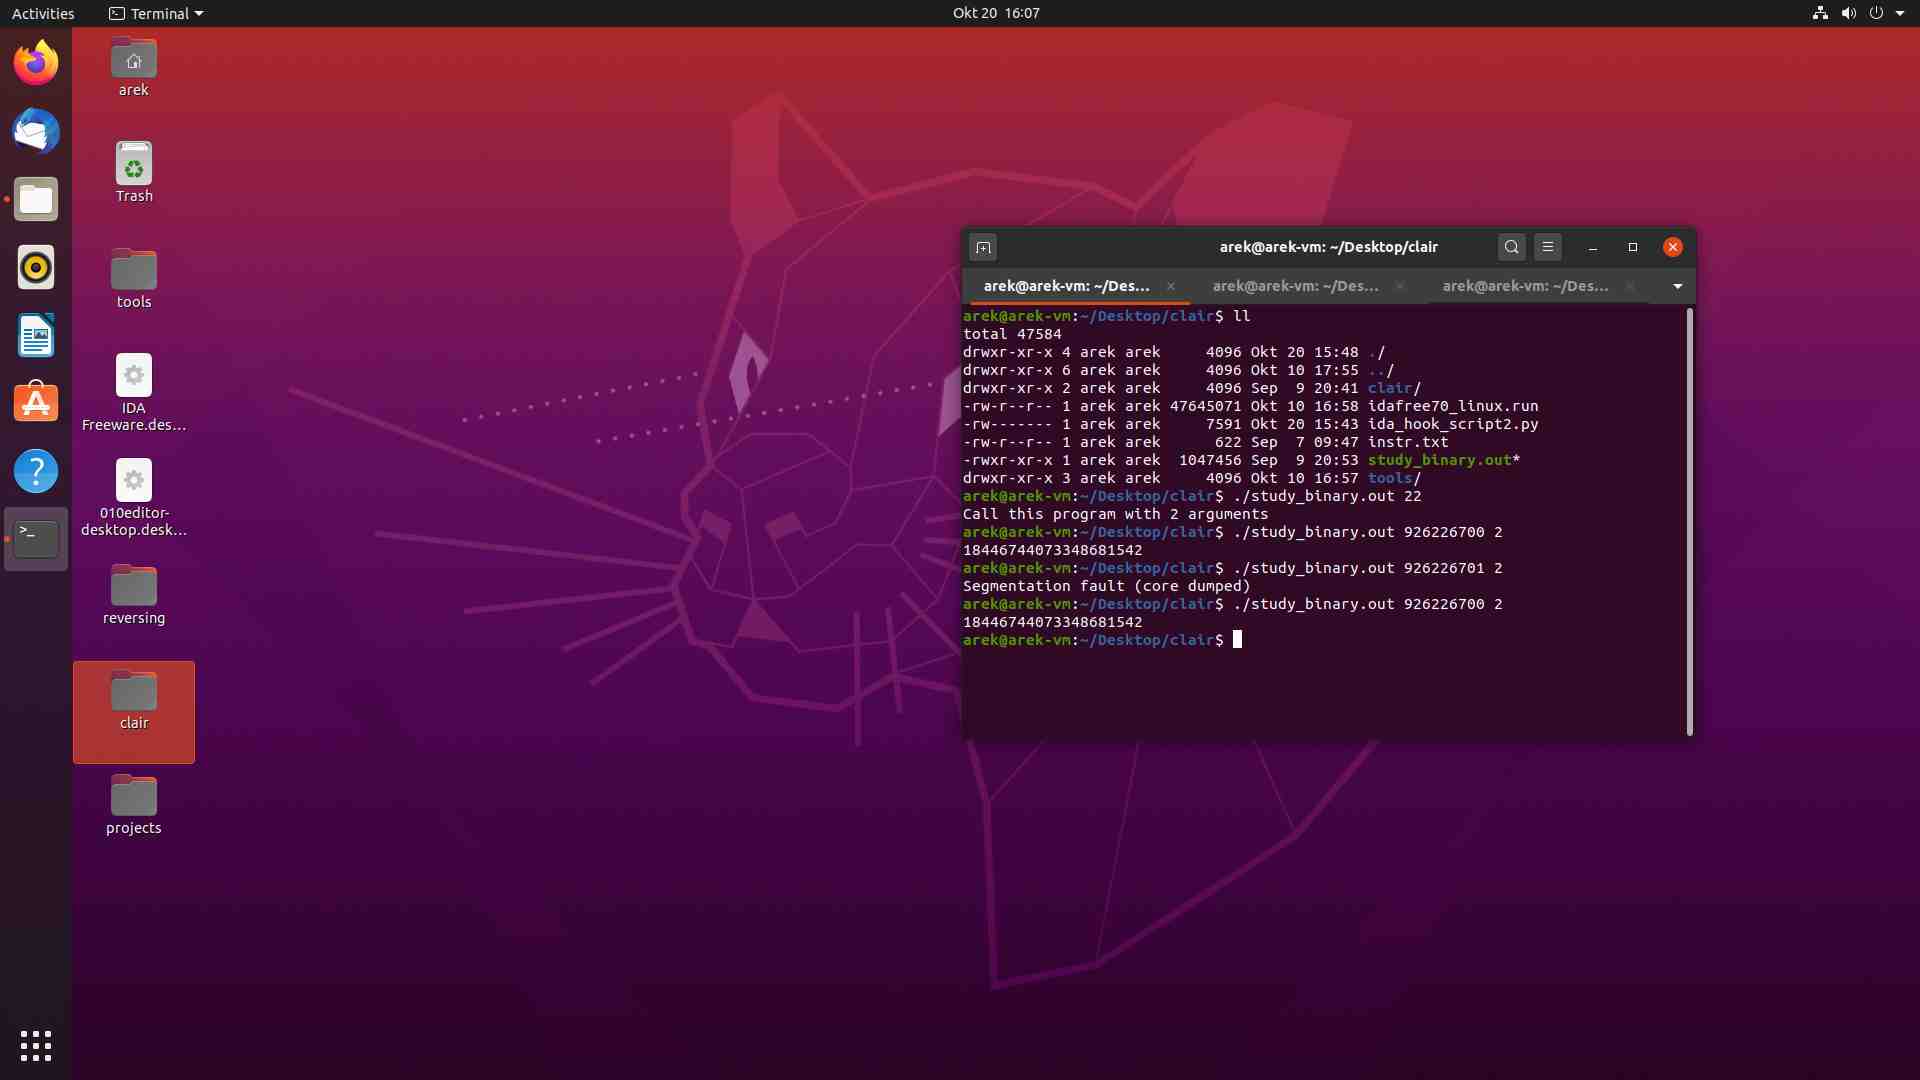 Activities
Terminal
Okt 20 16:07
arek
Trash
tools
IDA
Freeware.des...
010editor-
desktop.desk...
reversing
clair
projects
arek@arek-vm: ~/Desktop/clair
arek@arek-vm: ~/Des...
arek@arek-vm: ~/Des...
arek@arek-vm: ~/Des...
arek@arek-vm:~/Desktop/clair$ ll
total 47584
drwxr-xr-x 4 arek arek     4096 Okt 20 15:48 ./
drwxr-xr-x 6 arek arek     4096 Okt 10 17:55 ../
drwxr-xr-x 2 arek arek     4096 Sep  9 20:41 clair/
-rw-r--r-- 1 arek arek 47645071 Okt 10 16:58 idafree70_linux.run
-rw------- 1 arek arek     7591 Okt 20 15:43 ida_hook_script2.py
-rw-r--r-- 1 arek arek      622 Sep  7 09:47 instr.txt
-rwxr-xr-x 1 arek arek  1047456 Sep  9 20:53 study_binary.out*
drwxr-xr-x 3 arek arek     4096 Okt 10 16:57 tools/
arek@arek-vm:~/Desktop/clair$ ./study_binary.out 22
Call this program with 2 arguments
arek@arek-vm:~/Desktop/clair$ ./study_binary.out 926226700 2
18446744073348681542
arek@arek-vm:~/Desktop/clair$ ./study_binary.out 926226701 2
Segmentation fault (core dumped)
arek@arek-vm:~/Desktop/clair$ ./study_binary.out 926226700 2
18446744073348681542
arek@arek-vm:~/Desktop/clair$